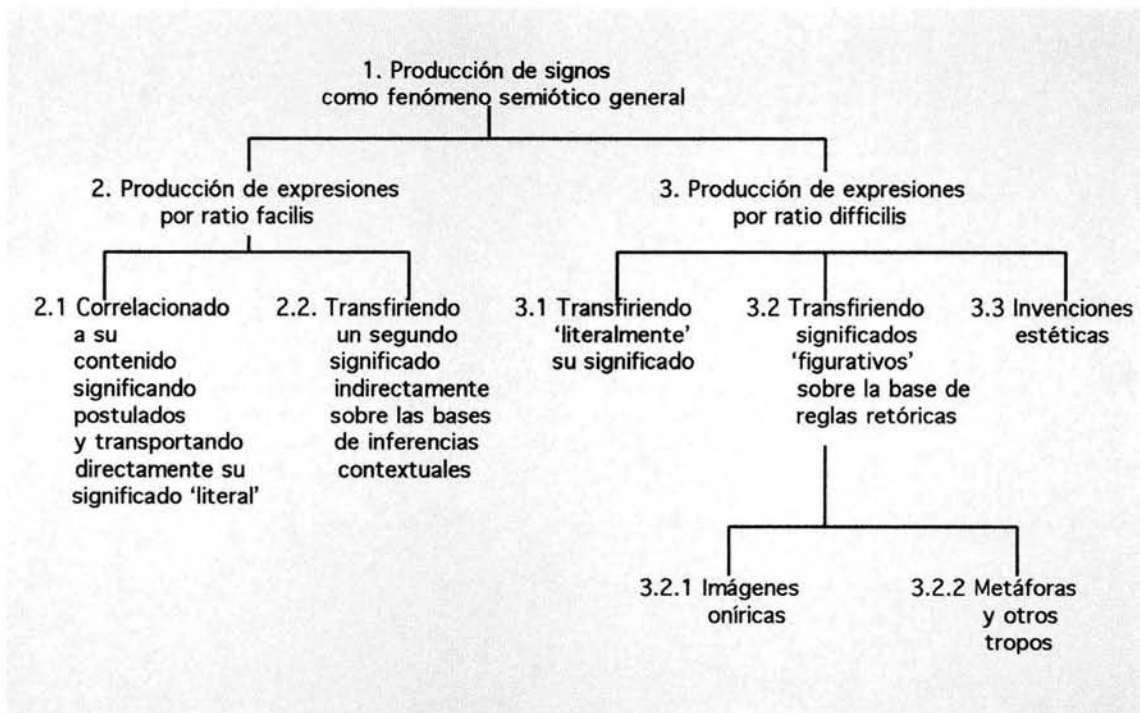 1. Producción de signos
como fenómeno semiótico general
2. Producción de expresiones
por ratio facilis
3. Producción de expresiones
por ratio difficilis
2.1 Correlacionado
a su
contenido
significando
postulados
y transportando
directamente su
significado ‘literal’
2.2. Transfiriendo
un segundo
significado
indirectamente
sobre las bases
de inferencias
contextuales
3.1 Transfiriendo
‘literalmente’
su significado
3.2 Transfiriendo
significados
‘figurativos’
sobre la base de
reglas retóricas
3.3 Invenciones
estéticas
3.2.1 Imágenes
oníricas
3.2.2 Metáforas
y otros
tropos